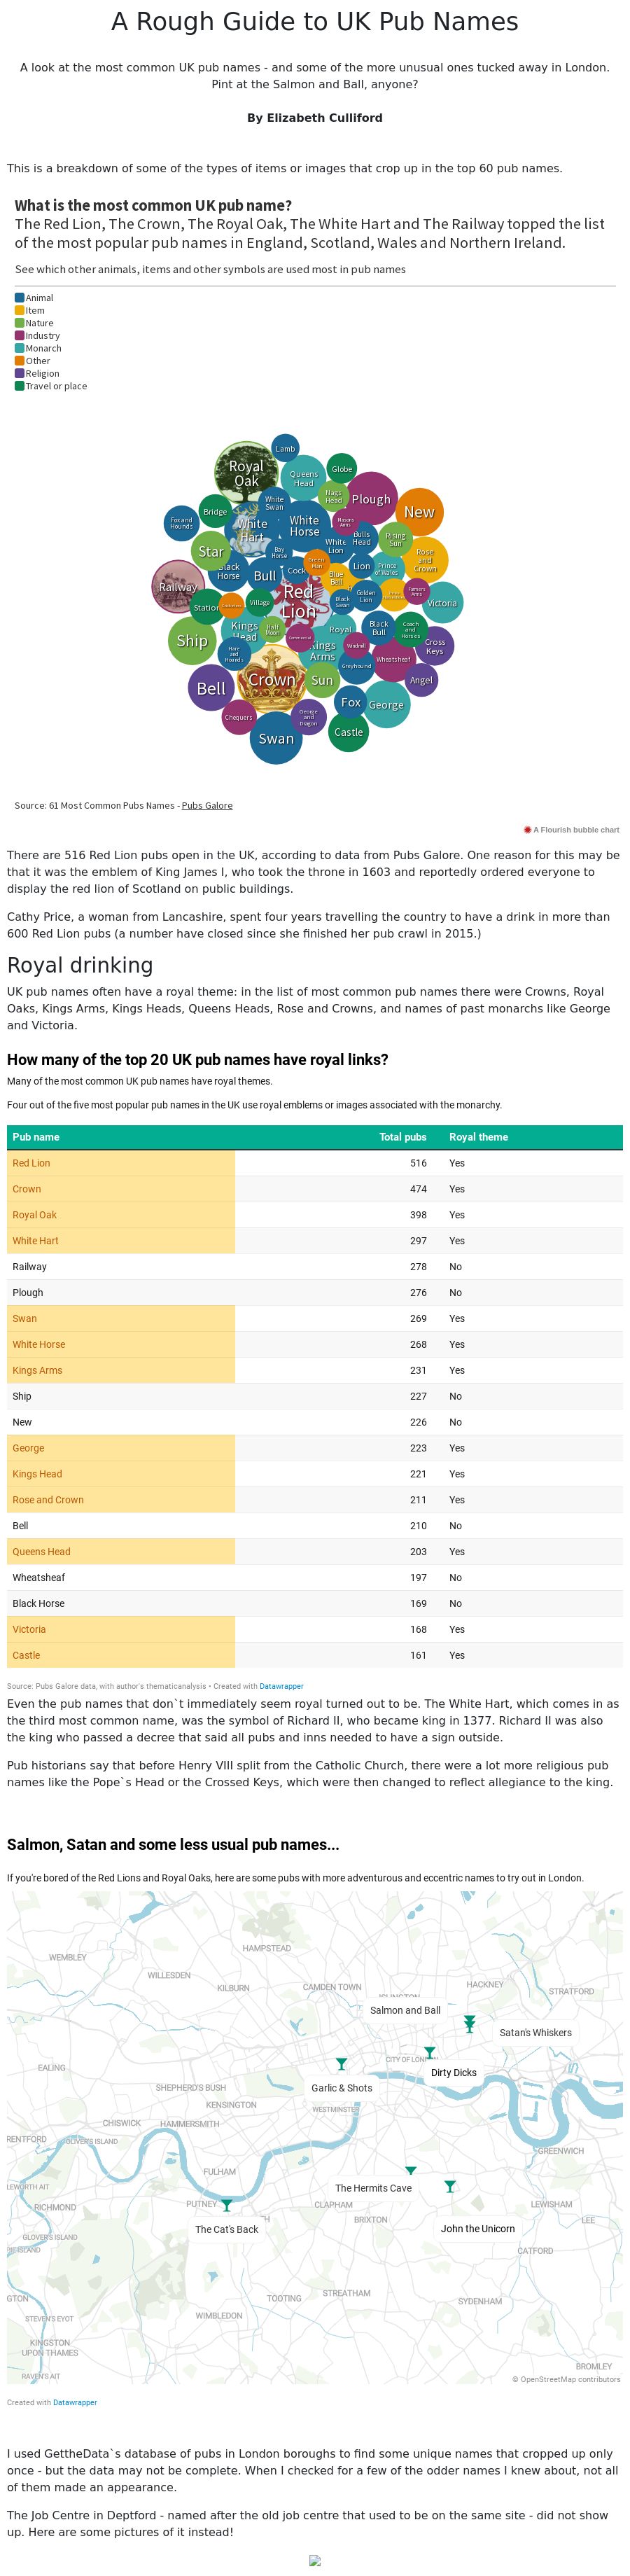 A Rough Guide to UK Pub Names
A look at the most common UK pub names - and some of the more unusual ones tucked away in London.
Pint at the Salmon and Ball, anyone?
By Elizabeth Culliford
This is a breakdown of some of the types of items or images that crop up in the top 60 pub names.
What is the most common UK pub name?
The Red Lion, The Crown, The Royal Oak, The White Hart and The Railway topped the list
of the most popular pub names in England, Scotland, Wales and Northern Ireland.
See which other animals, items and other symbols are used most in pub names
Animal
Item
Nature
Industry
Monarch
Other
Religion
Travel or place
Lamb
Royal
Oak
Queens
Head
Globe
Nags
Head
Plough
New
White
Swan
Bridge
Fox and
Hounds
White
Hart
White
Horse
Masons
Arms
Bulls
Head
Rising
Sun
Star
White
Lion
Bay
Horse
Green
Man
Rose
and
Crown
Black
Horse
Bull
Cock
Blue
Bell
Lion
Prince
of Wales
Railway
Red
Lion
Golden
Lion
Farmers
Arms
Victoria
Station
Village
Black
Swan
Ship
Kings
Head
Half
Moon
Commercial
Royal
Black
Bull
Coach
and
Horses
Cross
Keys
Kings
Arms
Windmill
Wheatsheaf
Hare
and
Hounds
Greyhound
Bell
Crown
Sun
Angel
Fox
George
Chequers
George
and
Dragon
Swan
Castle
Source: 61 Most Common Pubs Names - Pubs Galore
A Flourish bubble chart
There are 516 Red Lion pubs open in the UK, according to data from Pubs Galore. One reason for this may be
that it was the emblem of King James I, who took the throne in 1603 and reportedly ordered everyone to
display the red lion of Scotland on public buildings.
Cathy Price, a woman from Lancashire, spent four years travelling the country to have a drink in more than
600 Red Lion pubs (a number have closed since she finished her pub crawl in 2015.)
Royal drinking
UK pub names often have a royal theme: in the list of most common pub names there were Crowns, Royal
Oaks, Kings Arms, Kings Heads, Queens Heads, Rose and Crowns, and names of past monarchs like George
and Victoria.
How many of the top 20 UK pub names have royal links?
Many of the most common UK pub names have royal themes.
Four out of the five most popular pub names in the UK use royal emblems or images associated with the monarchy.
Pub name Total pubs Royal theme
Red Lion 516 Yes
Crown 474 Yes
Royal Oak 398 Yes
White Hart 297 Yes
Railway 278 No
Plough 276 No
Swan 269 Yes
White Horse 268 Yes
Kings Arms 231 Yes
Ship 227 No
New 226 No
George 223 Yes
Kings Head 221 Yes
Rose and Crown 211 Yes
Bell 210 No
Queens Head 203 Yes
Wheatsheaf 197 No
Black Horse 169 No
Victoria 168 Yes
Castle 161 Yes
Source: Pubs Galore data, with author's thematicanalysis • Created with Datawrapper
Even the pub names that don`t immediately seem royal turned out to be. The White Hart, which comes in as
the third most common name, was the symbol of Richard II, who became king in 1377. Richard II was also
the king who passed a decree that said all pubs and inns needed to have a sign outside.
Pub historians say that before Henry VIII split from the Catholic Church, there were a lot more religious pub
names like the Pope`s Head or the Crossed Keys, which were then changed to reflect allegiance to the king.
Salmon, Satan and some less usual pub names...
If you're bored of the Red Lions and Royal Oaks, here are some pubs with more adventurous and eccentric names to try out in London.
HAMPSTEAD
WEMBLEY
WILLESDEN
KILBURN
CAMDEN TOWN
HACKNEY
STRATFORD
ISLINGTON
Salmon and Ball
Satan's Whiskers
CITY OF LONDON
EALING
Dirty Dicks
SHEPHERD'S BUSH
Garlic & Shots
KENSINGTON
WESTMINSTER
CHISWICK
HAMMERSMITH
BRENTFORD
OLIVER'S ISLAND
GREENWICH
FULHAM
ISLEWORTH AIT
The Hermits Cave
PUTNEY
CLAPHAM
LEWISHAM
RICHMOND
BRIXTON
LEE
The Cat's Back
John the Unicorn
GLOVER'S ISLAND
PIE ISLAND
CATFORD
TOOTING
STREATHAM
SYDENHAM
GTON
WIMBLEDON
STEVEN'S EYOT
KINGSTON
UPON THAMES
BROMLEY
RAVEN'S AIT
© OpenStreetMap contributors
Created with Datawrapper
I used GettheData`s database of pubs in London boroughs to find some unique names that cropped up only
once - but the data may not be complete. When I checked for a few of the odder names I knew about, not all
of them made an appearance.
The Job Centre in Deptford - named after the old job centre that used to be on the same site - did not show
up. Here are some pictures of it instead!